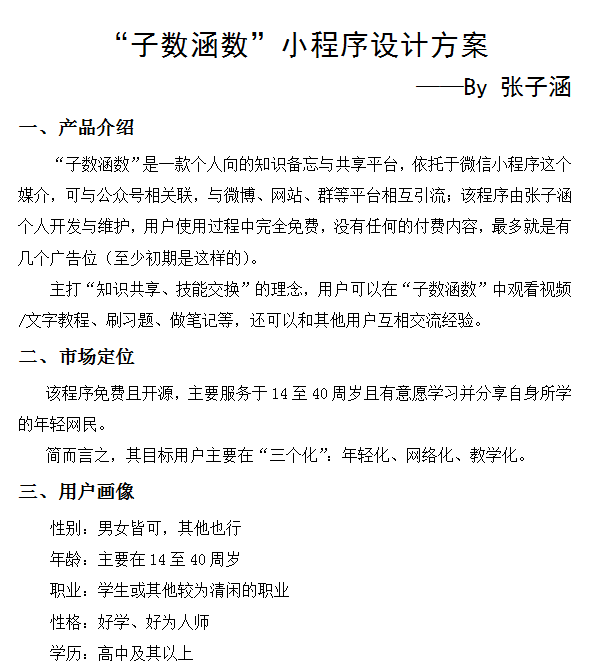 “子数涵数”小程序设计方案
——By 张子涵
一、产品介绍
“子数涵数”是一款个人向的知识备忘与共享平台，依托于微信小程序这个
媒介，可与公众号相关联，与微博、网站、群等平台相互引流；该程序由张子涵
个人开发与维护，用户使用过程中完全免费，没有任何的付费内容，最多就是有
几个广告位（至少初期是这样的）。
主打“知识共享、技能交换”的理念，用户可以在“子数涵数”中观看视频
/文字教程、刷习题、做笔记等，还可以和其他用户互相交流经验。
二、市场定位
该程序免费且开源，主要服务于 14 至 40 周岁且有意愿学习并分享自身所学
的年轻网民。
简而言之，其目标用户主要在“三个化”：年轻化、网络化、教学化。
三、用户画像
性别：男女皆可，其他也行
年龄：主要在 14 至 40 周岁
职业：学生或其他较为清闲的职业
性格：好学、好为人师
学历：高中及其以上